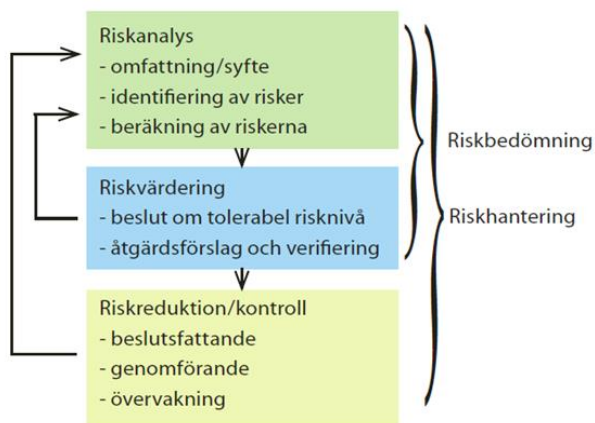 Riskanalys
- omfattning/syfte
- identifiering av risker
- beräkning av riskerna
Riskvärdering
- beslut om tolerabel risknivå
- åtgärdsförslag och verifiering
Riskreduktion/kontroll
- beslutsfattande
- genomförande
- övervakning
Riskbedömning
Riskhantering